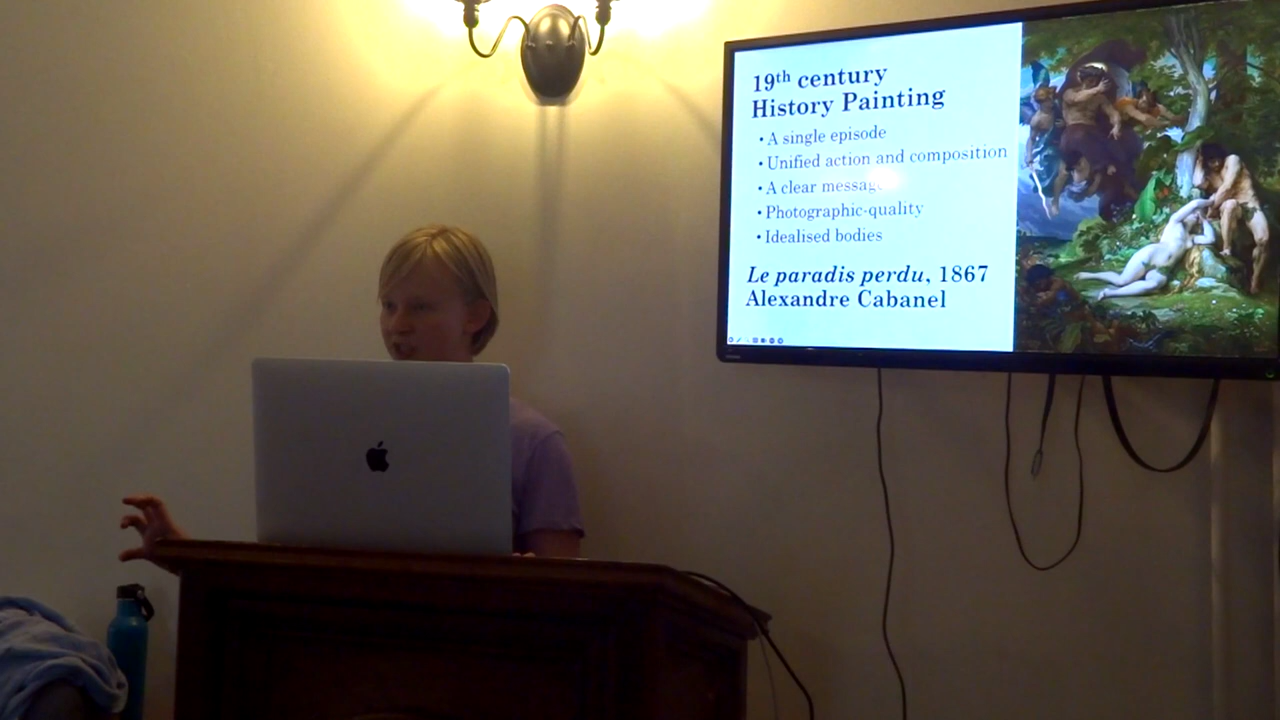 19th century
History Painting
• A single episode
• Unified action and composition
• A clear message
• Photographic-quality
• Idealised bodies
Le paradis perdu, 1867
Alexandre Cabanel